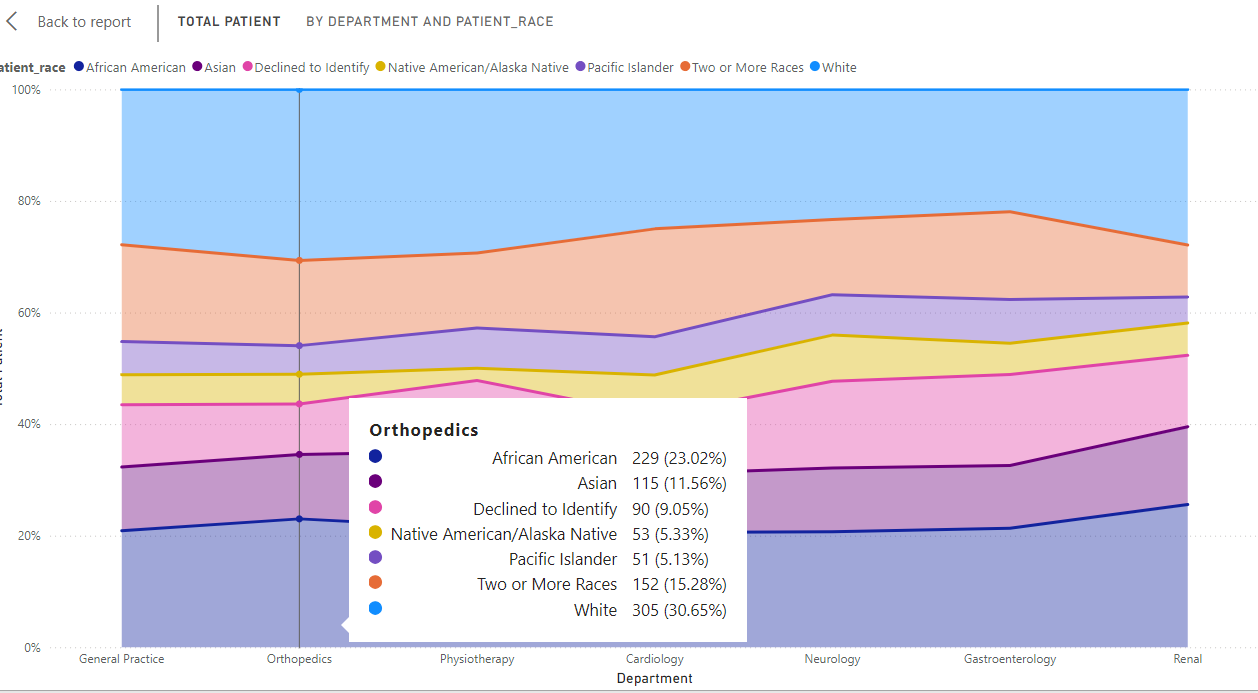 Back to report
TOTAL PATIENT
BY DEPARTMENT AND PATIENT_RACE
atient_race African American Asian Declined to Identify Native American/Alaska Native Pacific Islander Two or More Races White
100%
80%
60%
40%
20%
0%
Orthopedics
African American 229 (23.02%)
Asian 115 (11.56%)
Declined to Identify 90 (9.05%)
Native American/Alaska Native 53 (5.33%)
Pacific Islander 51 (5.13%)
Two or More Races 152 (15.28%)
White 305 (30.65%)
General Practice Orthopedics Physiotherapy Cardiology Neurology Gastroenterology Renal
Department